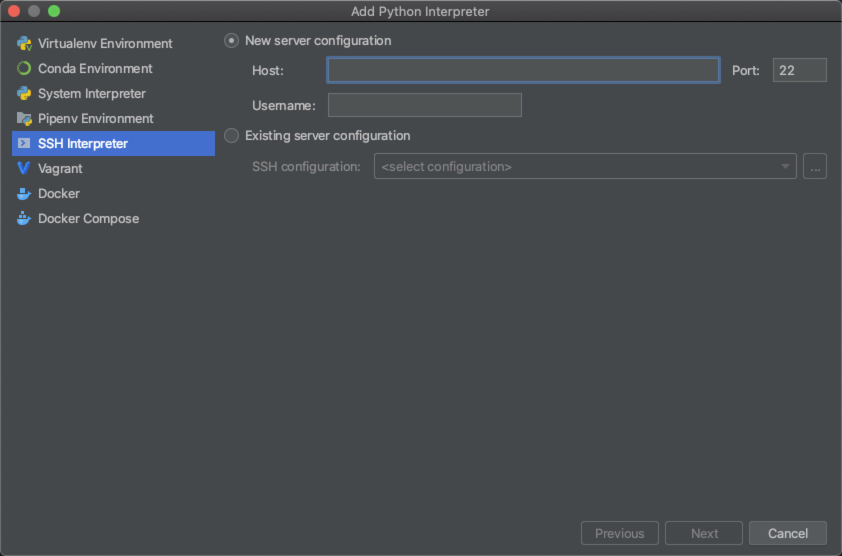 Add Python Interpreter
Virtualenv Environment
Conda Environment
System Interpreter
Pipenv Environment
SSH Interpreter
Vagrant
Docker
Docker Compose
New server configuration
Host:
Port: 22
Username:
Existing server configuration
SSH configuration: <select configuration> ...
Previous Next Cancel